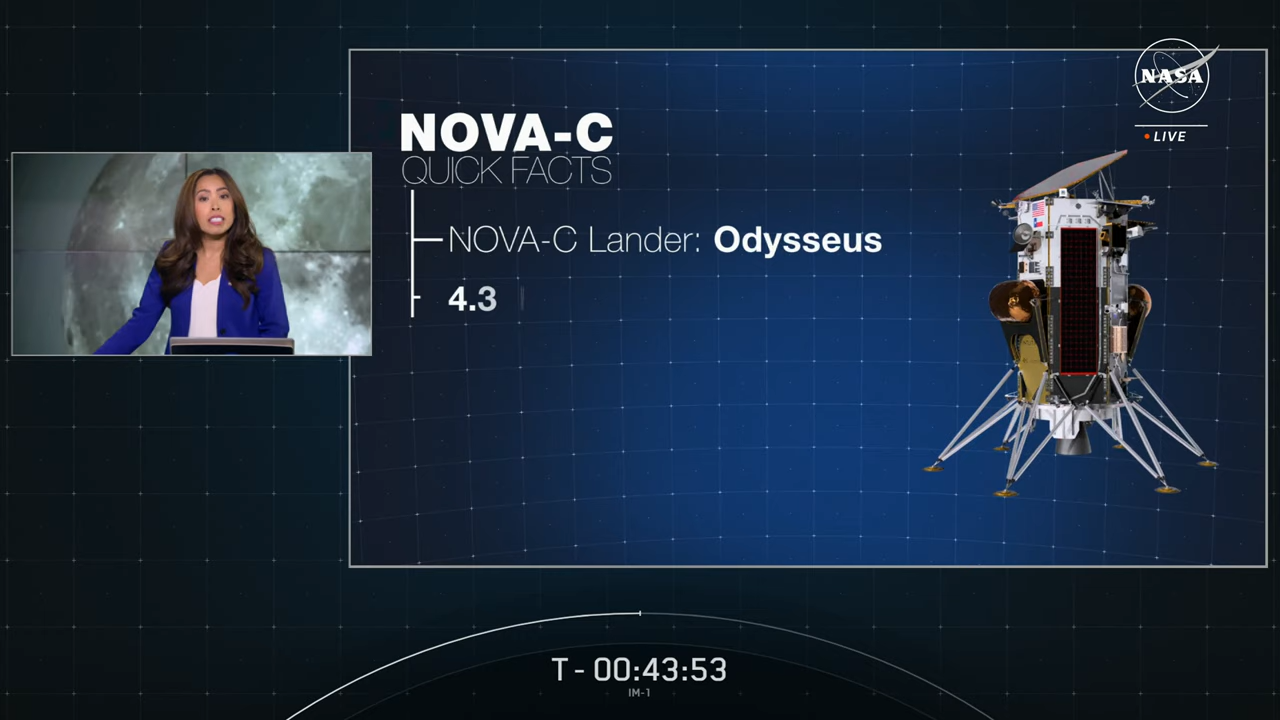 NASA
LIVE
NOVA-C
QUICK FACTS
NOVA-C Lander: Odysseus
4.3
T - 00:43:53
IM-1